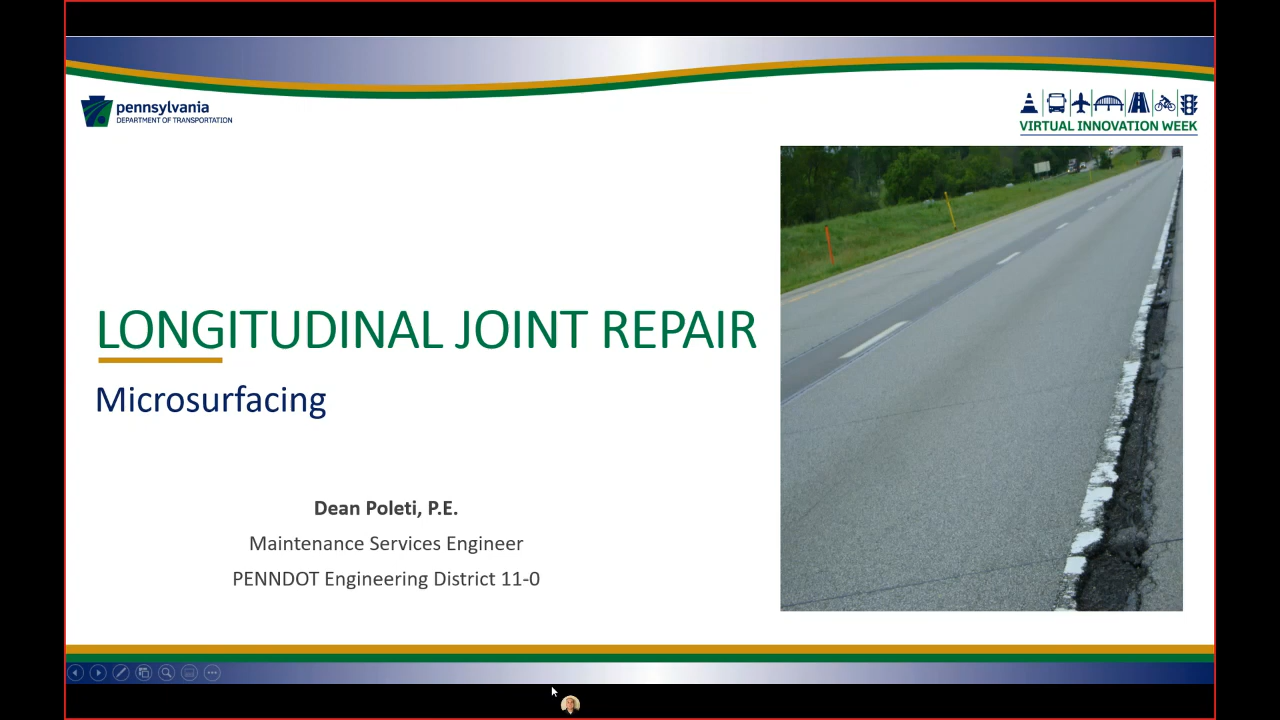 pennsylvania
DEPARTMENT OF TRANSPORTATION
VIRTUAL INNOVATION WEEK
LONGITUDINAL JOINT REPAIR
Microsurfacing
Dean Poleti, P.E.
Maintenance Services Engineer
PENNDOT Engineering District 11-0